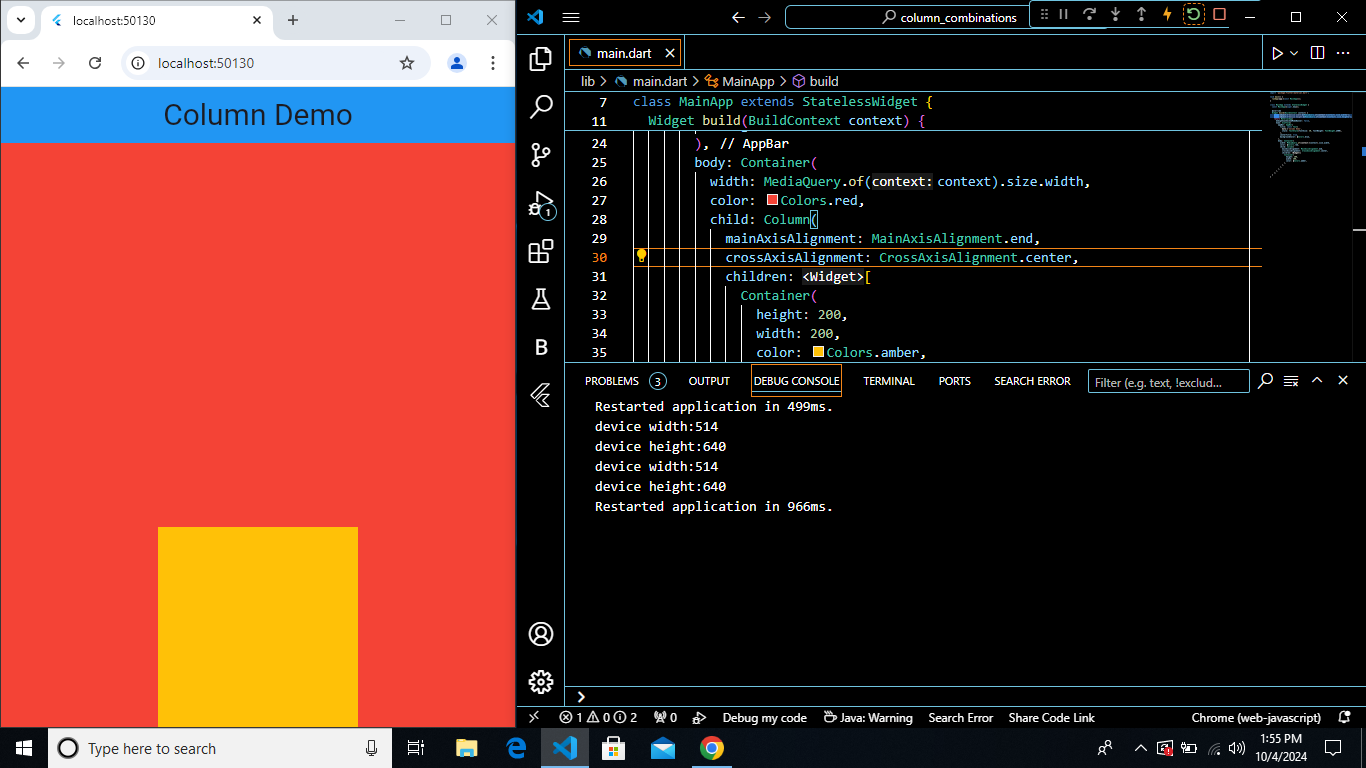 localhost:50130
localhost:50130
Column Demo
column_combinations
main.dart
lib > main.dart > MainApp > build
7 class MainApp extends StatelessWidget {
11 Widget build(BuildContext context) {
24 ), // AppBar
25 body: Container(
26 width: MediaQuery.of(context: context).size.width,
27 color: Colors.red,
28 child: Column(
29 mainAxisAlignment: MainAxisAlignment.end,
30 crossAxisAlignment: CrossAxisAlignment.center,
31 children: <Widget>[
32 Container(
33 height: 200,
34 width: 200,
35 color: Colors.amber,
PROBLEMS 3 OUTPUT DEBUG CONSOLE TERMINAL PORTS SEARCH ERROR Filter (e.g. text, !exclud...
Restarted application in 499ms.
device width:514
device height:640
device width:514
device height:640
Restarted application in 966ms.
1 0 2 0 Debug my code Java: Warning Search Error Share Code Link Chrome (web-javascript)
Type here to search
1:55 PM
10/4/2024